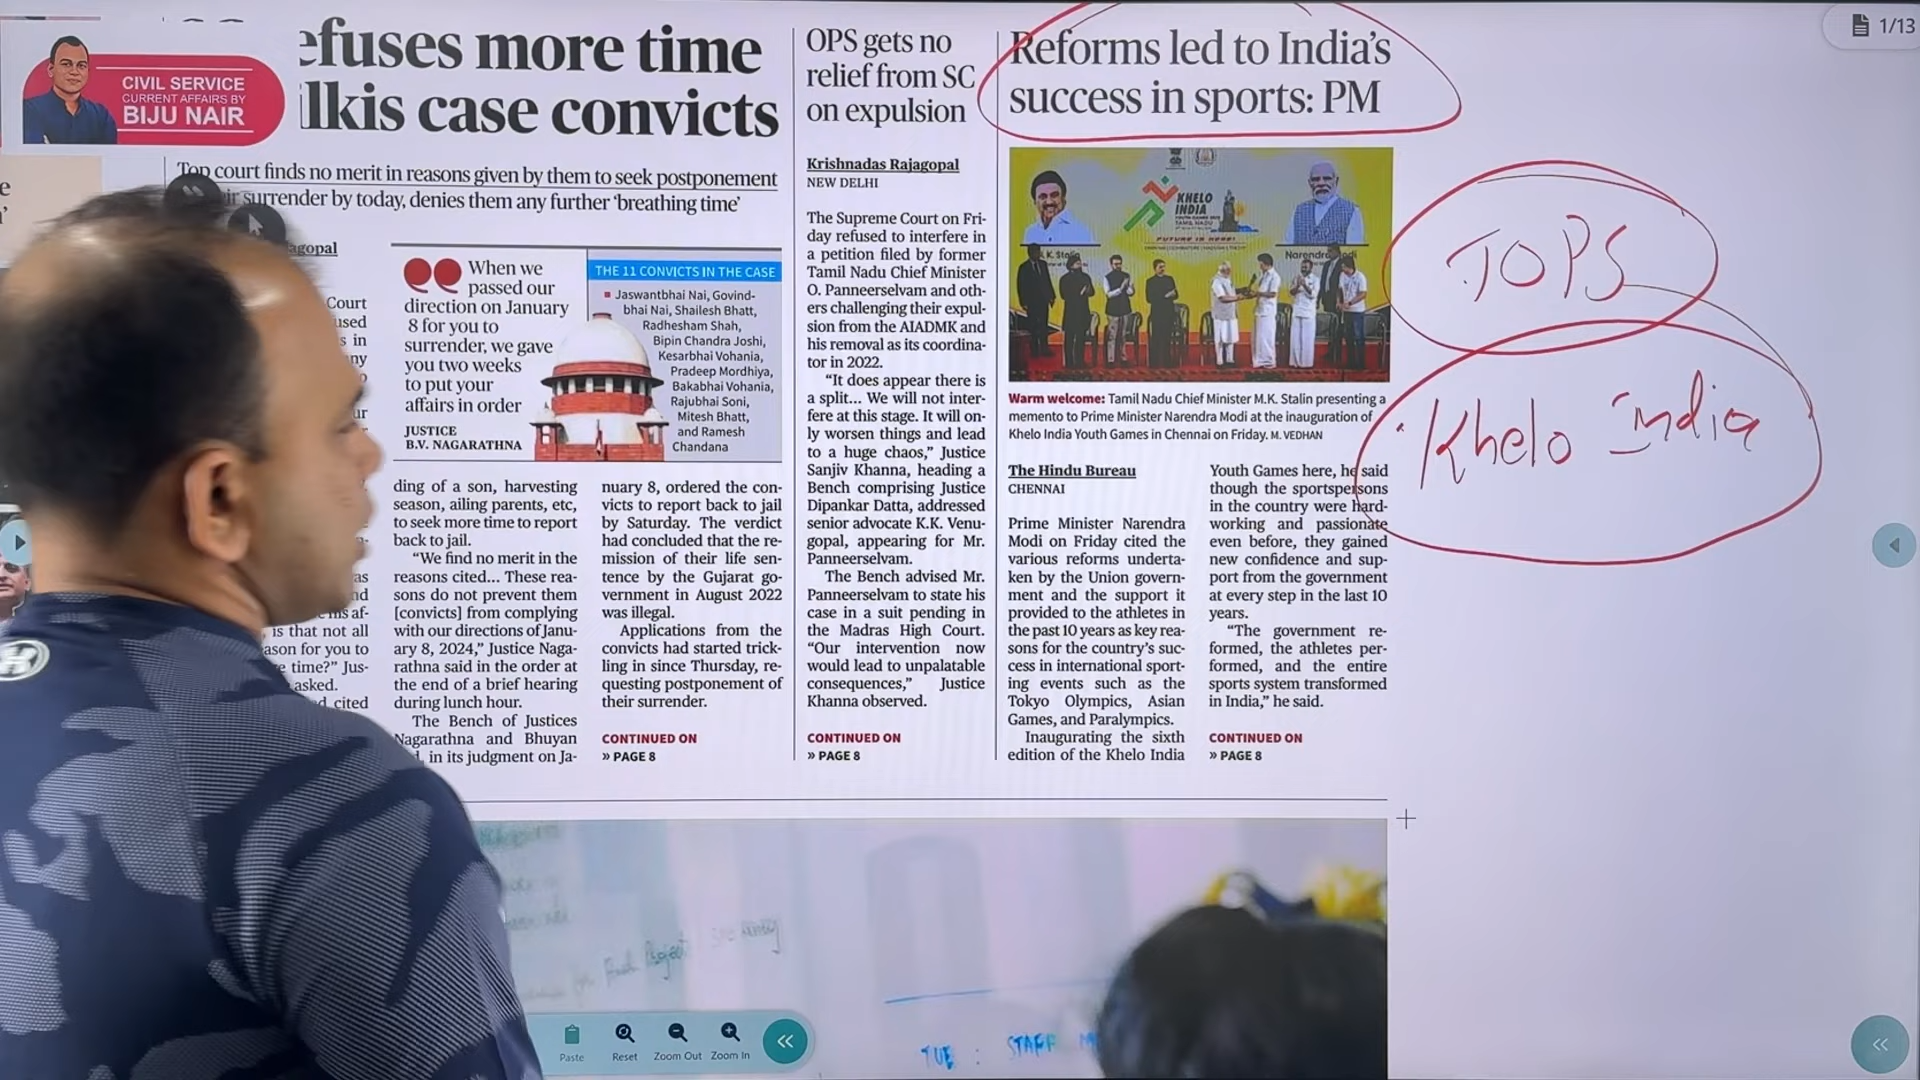 1/13
CIVIL SERVICE
CURRENT AFFAIRS BY
BIJU NAIR
efuses more time
lkis case convicts
Top court finds no merit in reasons given by them to seek postponement
surrender by today, denies them any further ‘breathing time’
agopal
Court
used
s in
When we
passed our
direction on January
8 for you to
surrender, we gave
you two weeks
to put your
affairs in order
JUSTICE
B.V. NAGARATHNA
THE 11 CONVICTS IN THE CASE
Jaswantbhai Nai, Govind-
bhai Nai, Shailesh Bhatt,
Radhesham Shah,
Bipin Chandra Joshi,
Kesarbhai Vohania,
Pradeep Mordhiya,
Bakabhai Vohania,
Rajubhai Soni,
Mitesh Bhatt,
and Ramesh
Chandana
is that not all
ason for you to
e time?” Jus-
asked.
cited
ding of a son, harvesting
season, ailing parents, etc,
to seek more time to report
back to jail.
“We find no merit in the
reasons cited... These rea-
sons do not prevent them
[convicts] from complying
with our directions of Janu-
ary 8, 2024,” Justice Naga-
rathna said in the order at
the end of a brief hearing
during lunch hour.
The Bench of Justices
Nagarathna and Bhuyan
in its judgment on Ja-
nuary 8, ordered the con-
victs to report back to jail
by Saturday. The verdict
had concluded that the re-
mission of their life sen-
tence by the Gujarat go-
vernment in August 2022
was illegal.
Applications from the
convicts had started trick-
ling in since Thursday, re-
questing postponement of
their surrender.
CONTINUED ON
» PAGE 8
OPS gets no
relief from SC
on expulsion
Krishnadas Rajagopal
NEW DELHI
The Supreme Court on Fri-
day refused to interfere in
a petition filed by former
Tamil Nadu Chief Minister
O. Panneerselvam and oth-
ers challenging their expul-
sion from the AIADMK and
his removal as its coordina-
tor in 2022.
“It does appear there is
a split... We will not inter-
fere at this stage. It will on-
ly worsen things and lead
to a huge chaos,” Justice
Sanjiv Khanna, heading a
Bench comprising Justice
Dipankar Datta, addressed
senior advocate K.K. Venu-
gopal, appearing for Mr.
Panneerselvam.
The Bench advised Mr.
Panneerselvam to state his
case in a suit pending in
the Madras High Court.
“Our intervention now
would lead to unpalatable
consequences,” Justice
Khanna observed.
CONTINUED ON
» PAGE 8
Reforms led to India’s
success in sports: PM
KHELO
INDIA
K. Stalin
Narendra Modi
Warm welcome: Tamil Nadu Chief Minister M.K. Stalin presenting a
memento to Prime Minister Narendra Modi at the inauguration of
Khelo India Youth Games in Chennai on Friday. M. VEDHAN
The Hindu Bureau
CHENNAI
Prime Minister Narendra
Modi on Friday cited the
various reforms underta-
ken by the Union govern-
ment and the support it
provided to the athletes in
the past 10 years as key rea-
sons for the country’s suc-
cess in international sport-
ing events such as the
Tokyo Olympics, Asian
Games, and Paralympics.
Inaugurating the sixth
edition of the Khelo India
Youth Games here, he said
though the sportspersons
in the country were hard-
working and passionate
even before, they gained
new confidence and sup-
port from the government
at every step in the last 10
years.
“The government re-
formed, the athletes per-
formed, and the entire
sports system transformed
in India,” he said.
CONTINUED ON
» PAGE 8
TOPS
Khelo India
TUE : STAFF
Paste
Reset
Zoom Out
Zoom In